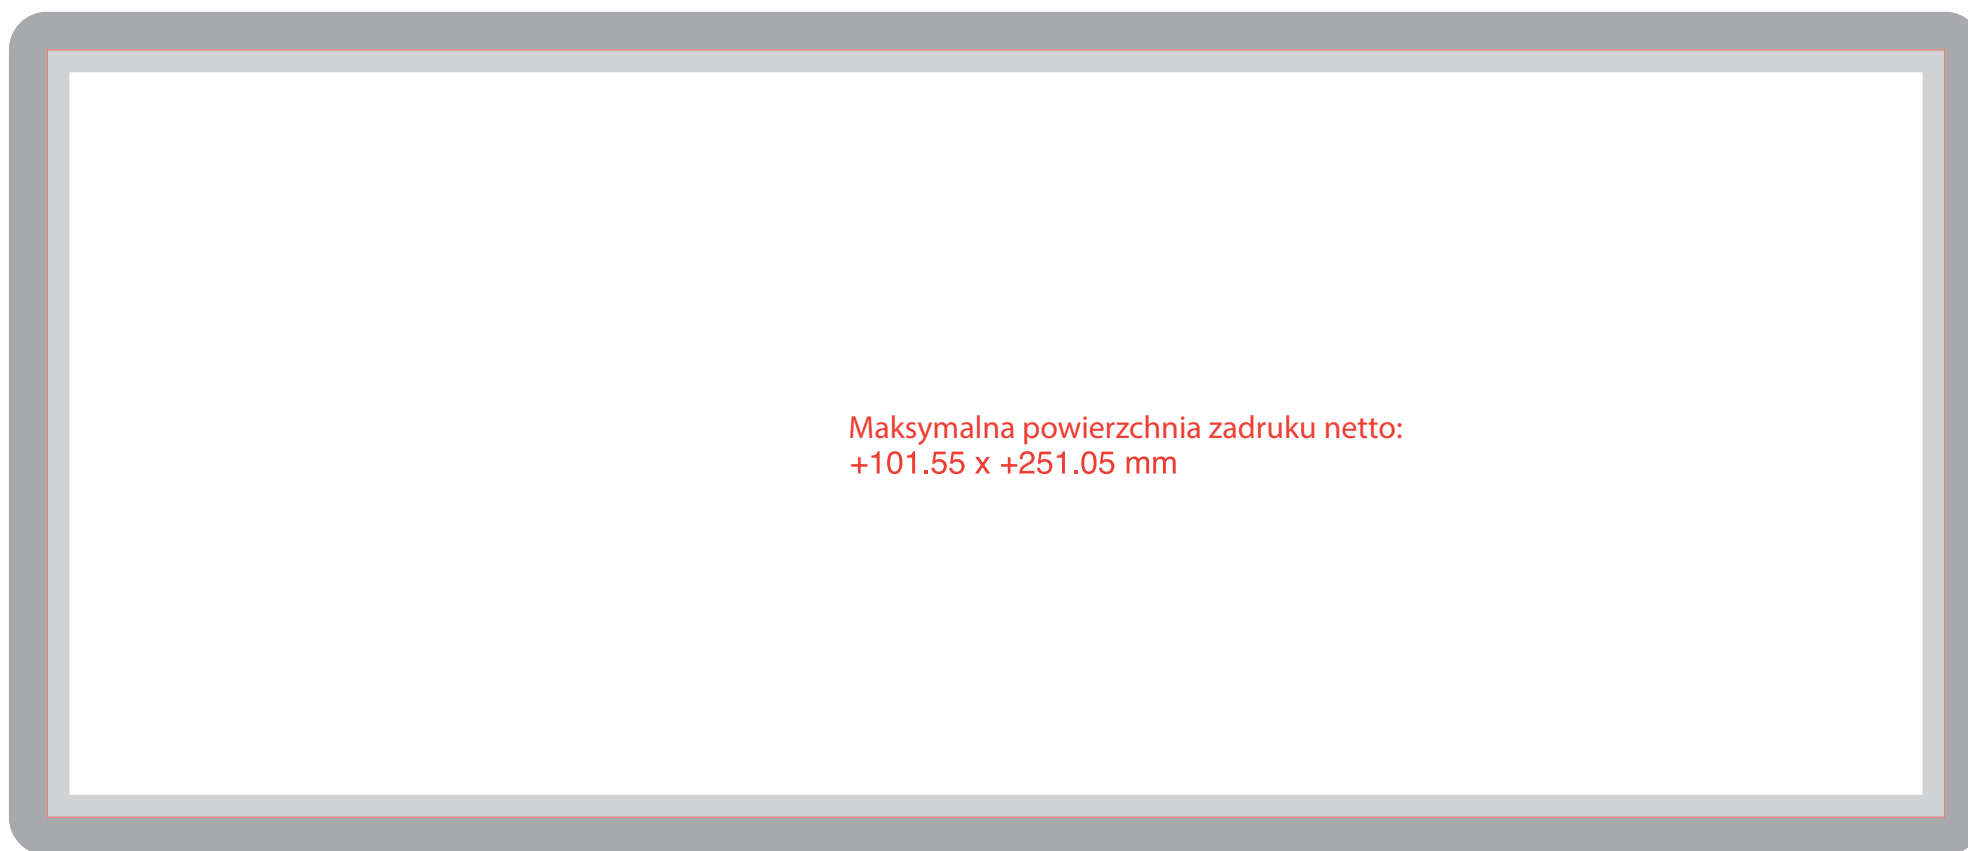 Maksymalna powierzchnia zadruku netto:
+101.55 x +251.05 mm